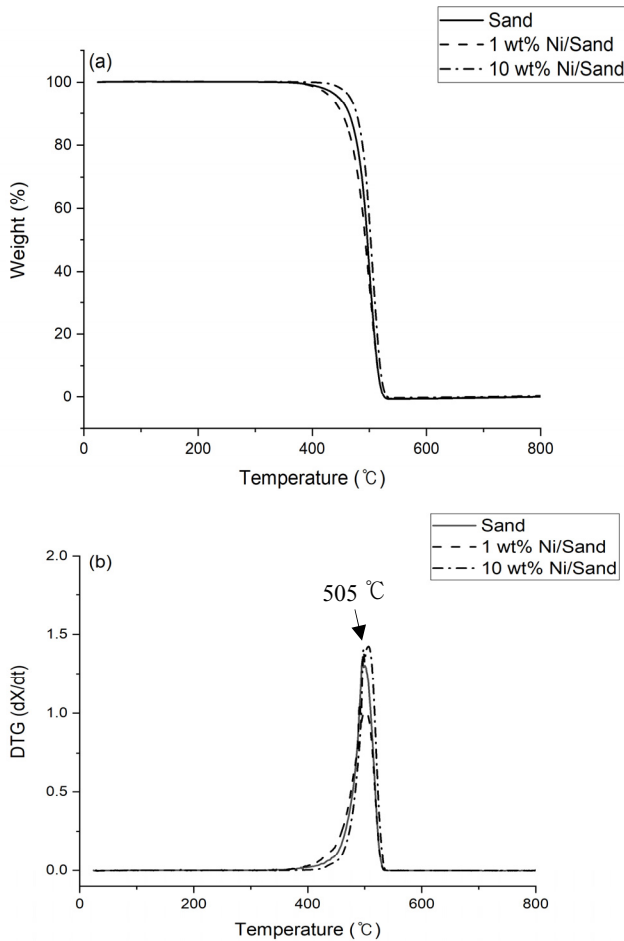 Sand
1 wt% Ni/Sand
10 wt% Ni/Sand
(a)
100
80
60
40
20
0
Weight (%)
0 200 400 600 800
Temperature (℃)
Sand
1 wt% Ni/Sand
10 wt% Ni/Sand
(b)
505 ℃
2.0
1.5
1.0
0.5
0.0
DTG (dX/dt)
0 200 400 600 800
Temperature (℃)